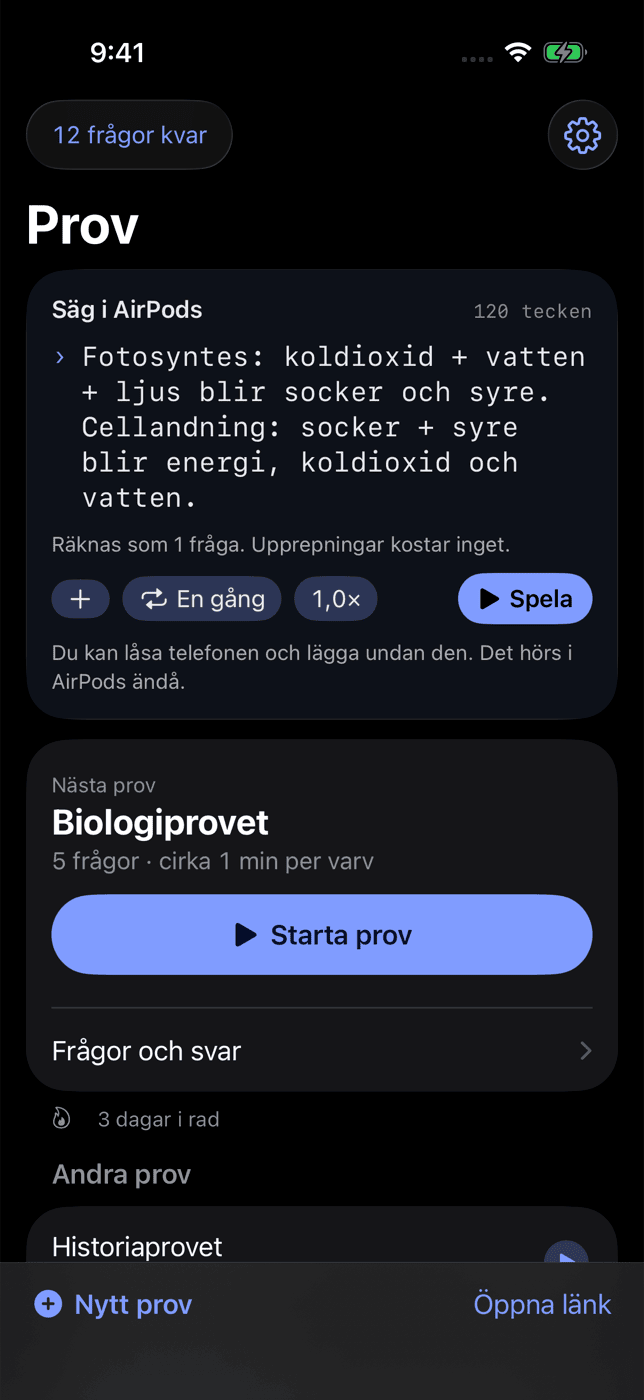 9:41
12 frågor kvar
Prov
Säg i AirPods
120 tecken
› Fotosyntes: koldioxid + vatten
+ ljus blir socker och syre.
Cellandning: socker + syre
blir energi, koldioxid och
vatten.
Räknas som 1 fråga. Upprepningar kostar inget.
+
En gång
1,0×
Spela
Du kan låsa telefonen och lägga undan den. Det hörs i
AirPods ändå.
Nästa prov
Biologiprovet
5 frågor · cirka 1 min per varv
Starta prov
Frågor och svar
3 dagar i rad
Andra prov
Historiaprovet
Nytt prov
Öppna länk